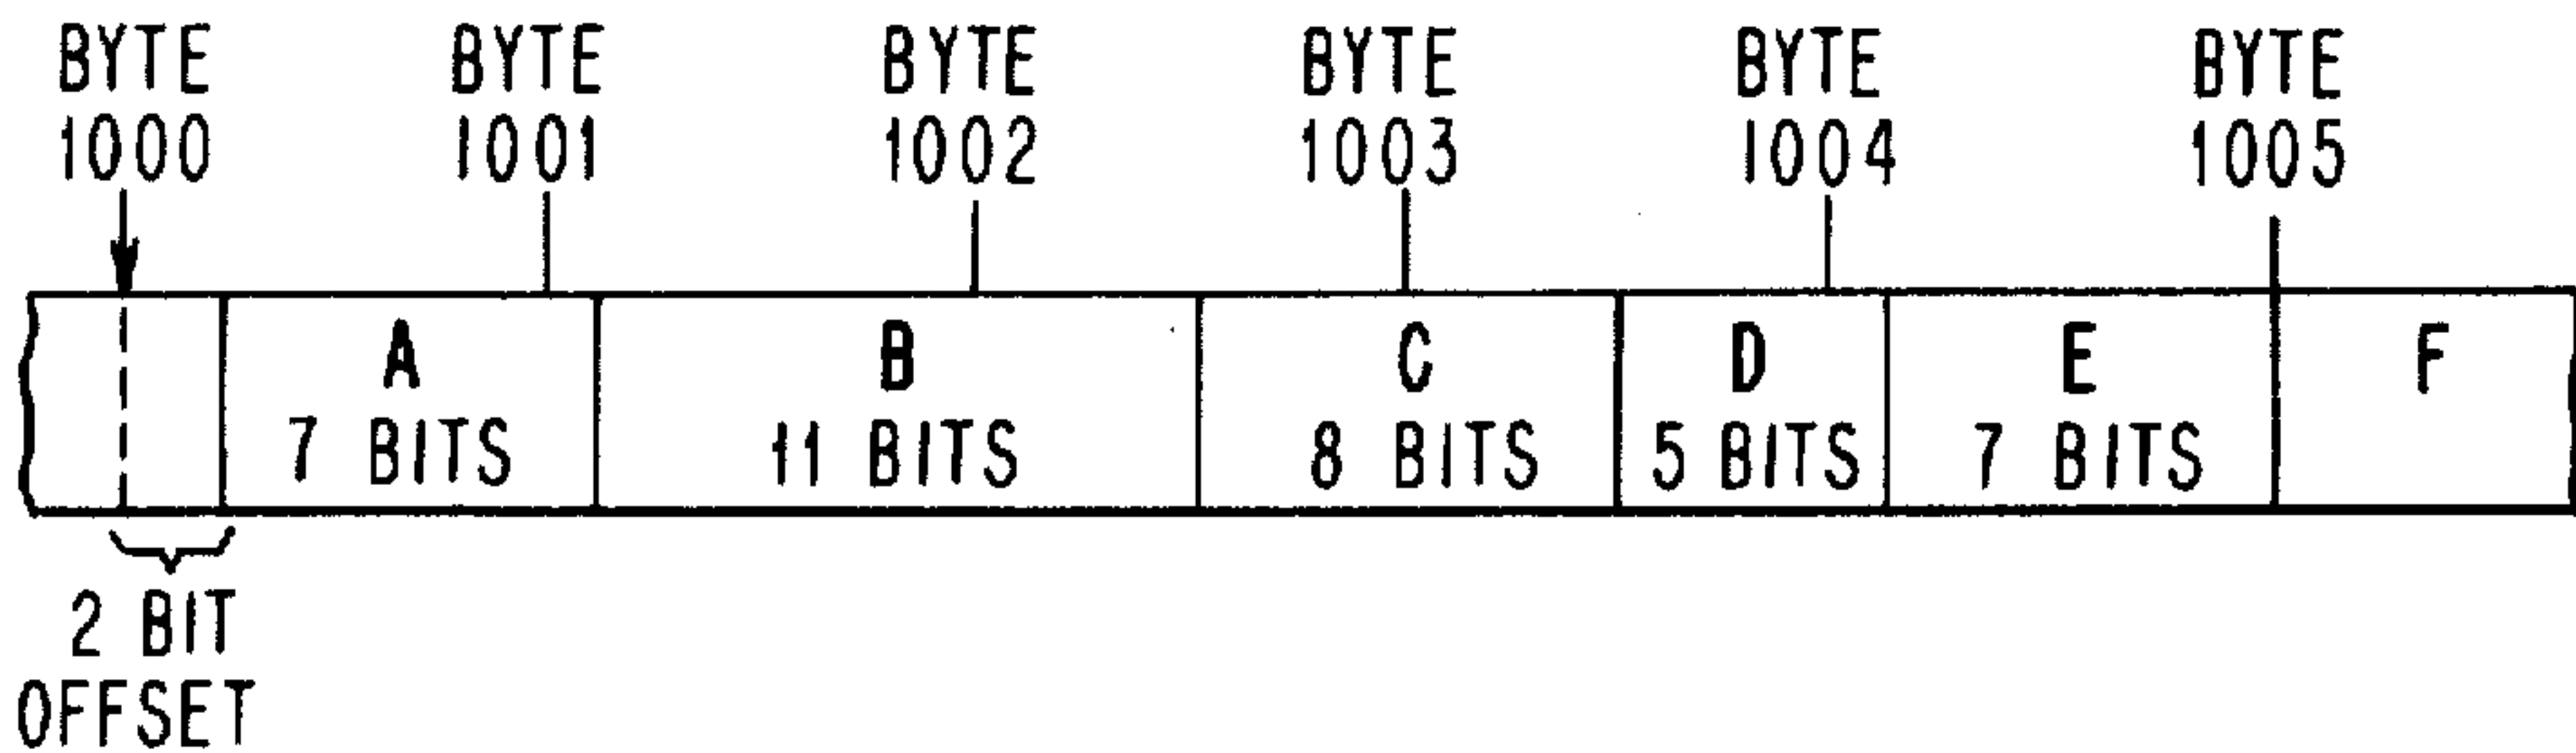 BYTE BYTE BYTE BYTE BYTE BYTE
1000 1001 1002 1003 1004 1005
A B C D E F
7 BITS 11 BITS 8 BITS 5 BITS 7 BITS
2 BIT
OFFSET